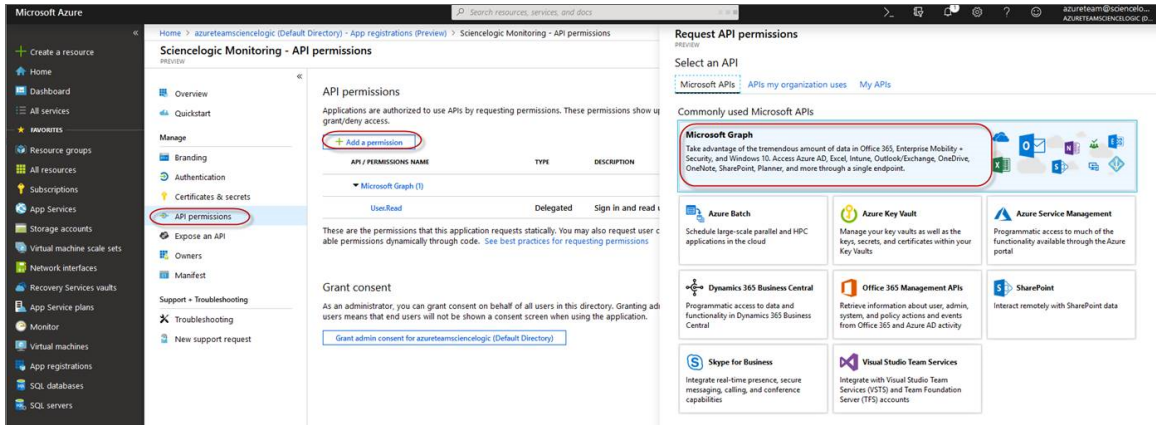 Microsoft Azure
Search resources, services, and docs
azureteam@sciencelo...
AZURETEAMSCIENCELOGIC (D...
Create a resource
Home
Dashboard
All services
FAVORITES
Resource groups
All resources
Subscriptions
App Services
Storage accounts
Virtual machine scale sets
Network interfaces
Recovery Services vaults
App Service plans
Monitor
Virtual machines
App registrations
SQL databases
SQL servers
Home > azureteamsciencelogic (Default Directory) - App registrations (Preview) > Sciencelogic Monitoring - API permissions
Sciencelogic Monitoring - API permissions
PREVIEW
Overview
Quickstart
Manage
Branding
Authentication
Certificates & secrets
API permissions
Expose an API
Owners
Manifest
Support + Troubleshooting
Troubleshooting
New support request
API permissions
Applications are authorized to use APIs by requesting permissions. These permissions show up
grant/deny access.
+ Add a permission
API / PERMISSIONS NAME TYPE DESCRIPTION
Microsoft Graph (1)
User.Read Delegated Sign in and read u
These are the permissions that this application requests statically. You may also request user c
able permissions dynamically through code. See best practices for requesting permissions
Grant consent
As an administrator, you can grant consent on behalf of all users in this directory. Granting adm
users means that end users will not be shown a consent screen when using the application.
Grant admin consent for azureteamsciencelogic (Default Directory)
Request API permissions
PREVIEW
Select an API
Microsoft APIs APIs my organization uses My APIs
Commonly used Microsoft APIs
Microsoft Graph
Take advantage of the tremendous amount of data in Office 365, Enterprise Mobility +
Security, and Windows 10. Access Azure AD, Excel, Intune, Outlook/Exchange, OneDrive,
OneNote, SharePoint, Planner, and more through a single endpoint.
Azure Batch
Schedule large-scale parallel and HPC
applications in the cloud
Azure Key Vault
Manage your key vaults as well as the
keys, secrets, and certificates within your
Key Vaults
Azure Service Management
Programmatic access to much of the
functionality available through the Azure
portal
Dynamics 365 Business Central
Programmatic access to data and
functionality in Dynamics 365 Business
Central
Office 365 Management APIs
Retrieve information about user, admin,
system, and policy actions and events
from Office 365 and Azure AD activity
SharePoint
Interact remotely with SharePoint data
Skype for Business
Integrate real-time presence, secure
messaging, calling, and conference
capabilities
Visual Studio Team Services
Integrate with Visual Studio Team
Services (VSTS) and Team Foundation
Server (TFS) accounts